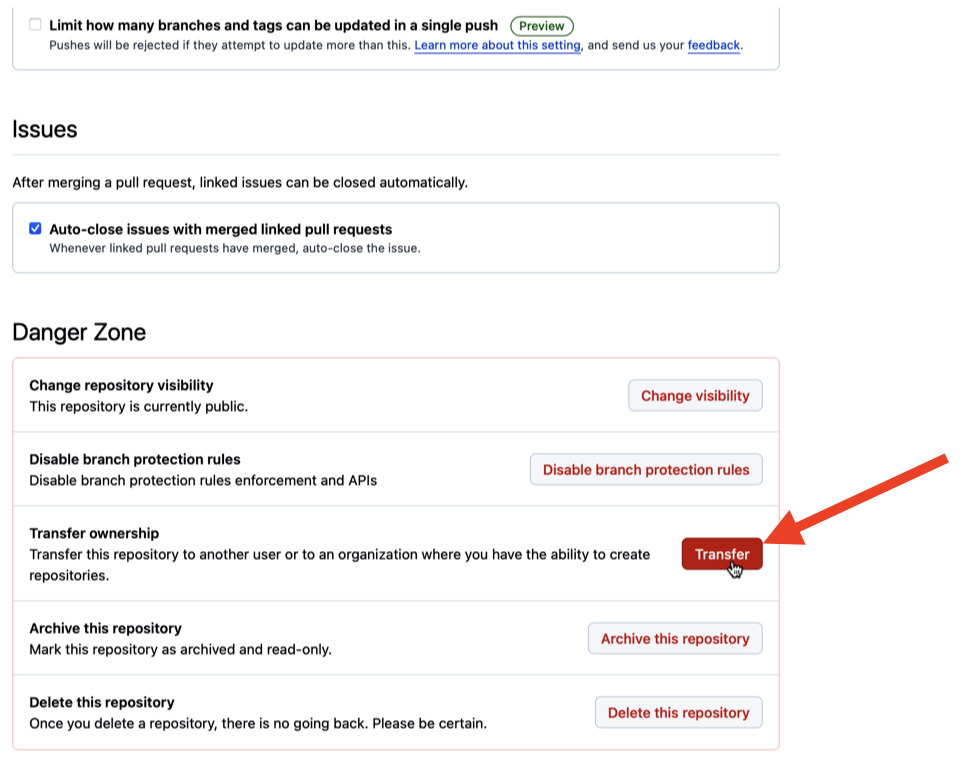 Limit how many branches and tags can be updated in a single push Preview
Pushes will be rejected if they attempt to update more than this. Learn more about this setting, and send us your feedback.
Issues
After merging a pull request, linked issues can be closed automatically.
Auto-close issues with merged linked pull requests
Whenever linked pull requests have merged, auto-close the issue.
Danger Zone
Change repository visibility
This repository is currently public.
Change visibility
Disable branch protection rules
Disable branch protection rules enforcement and APIs
Disable branch protection rules
Transfer ownership
Transfer this repository to another user or to an organization where you have the ability to create
repositories.
Transfer
Archive this repository
Mark this repository as archived and read-only.
Archive this repository
Delete this repository
Once you delete a repository, there is no going back. Please be certain.
Delete this repository